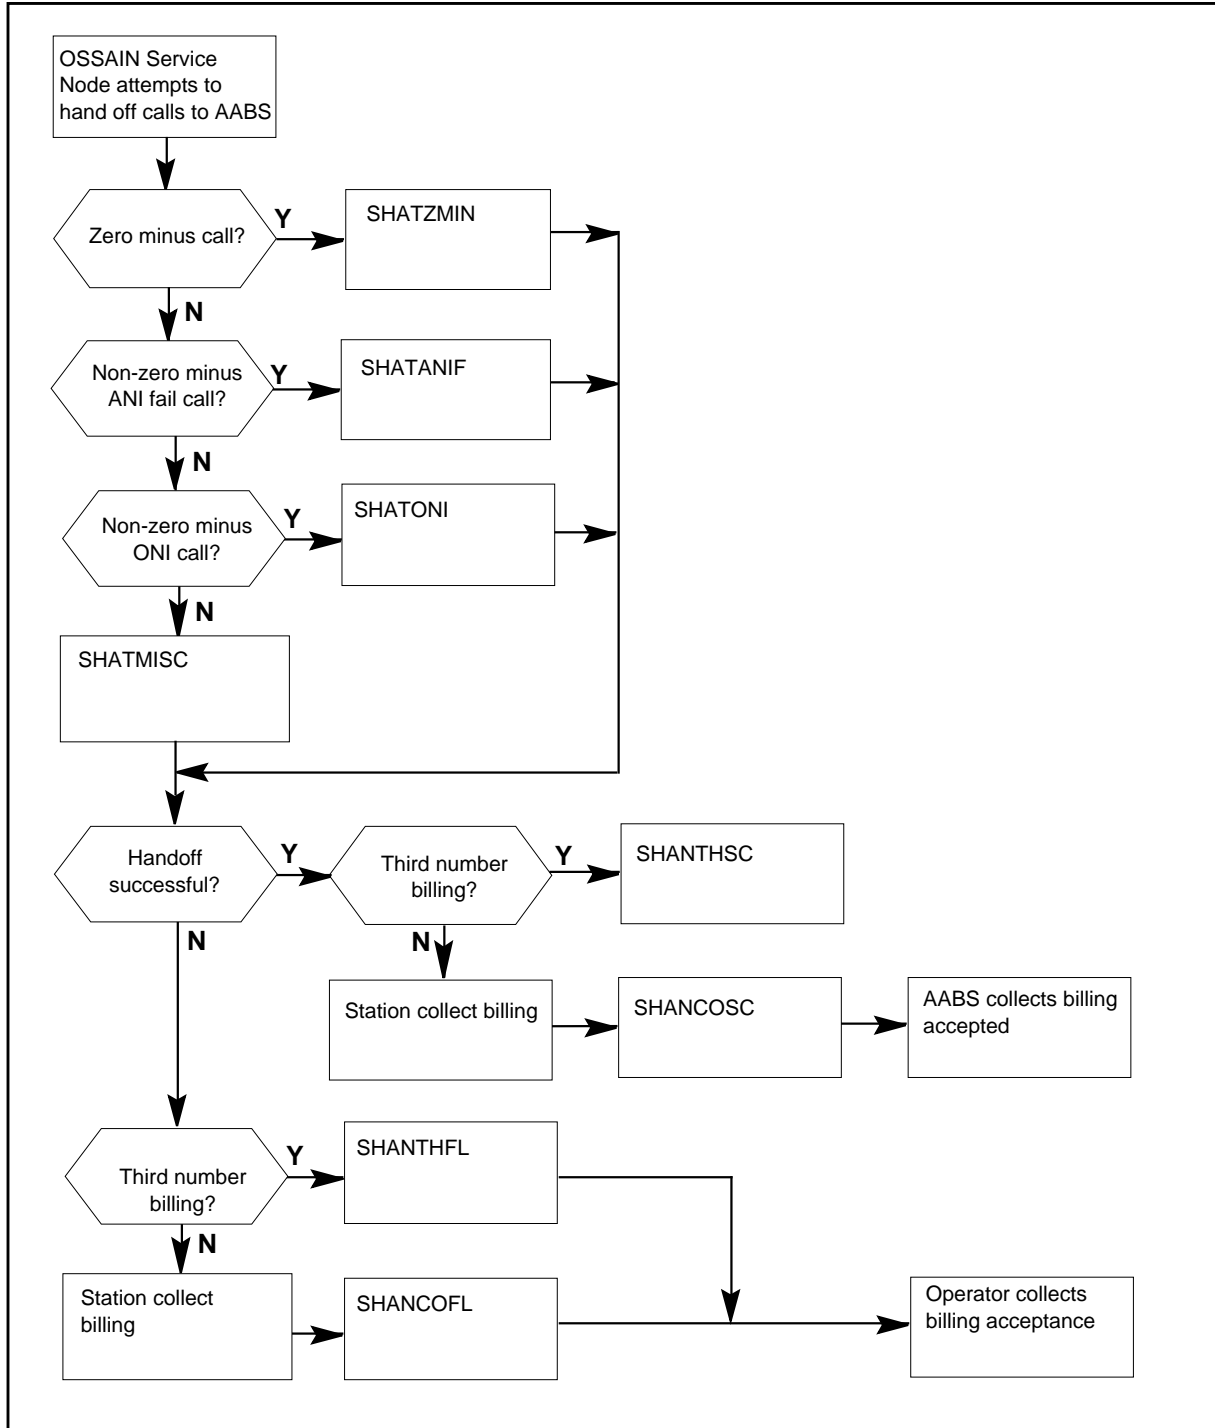 OSSAIN Service
Node attempts to
hand off calls to AABS
Zero minus call?
Y
SHATZMIN
N
Non-zero minus
ANI fail call?
Y
SHATANIF
N
Non-zero minus
ONI call?
Y
SHATONI
N
SHATMISC
Handoff
successful?
Y
Third number
billing?
Y
SHANTHSC
N
N
Station collect billing
SHANCOSC
AABS collects billing
accepted
Third number
billing?
Y
SHANTHFL
N
Station collect
billing
SHANCOFL
Operator collects
billing acceptance